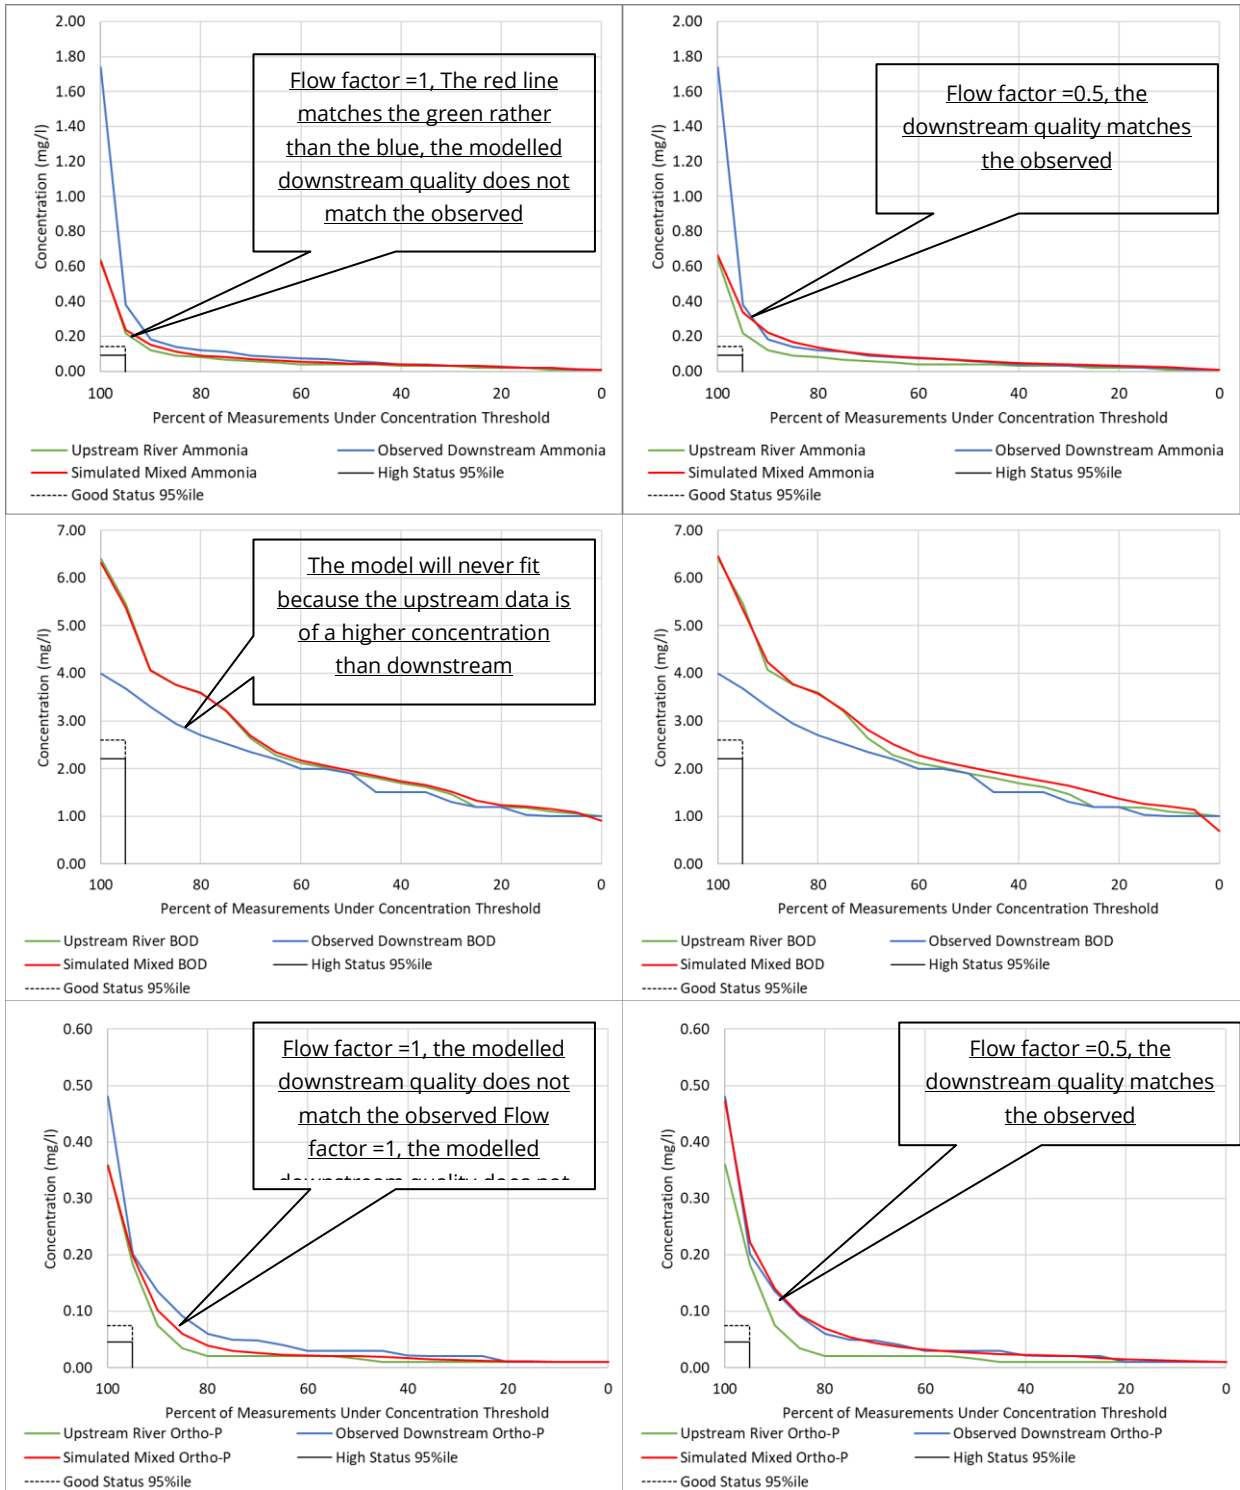 2.00
1.80
1.60
1.40
1.20
1.00
0.80
0.60
0.40
0.20
0.00
Concentration (mg/l)
Flow factor =1, The red line
matches the green rather
than the blue, the modelled
downstream quality does not
match the observed
100 80 60 40 20 0
Percent of Measurements Under Concentration Threshold
Upstream River Ammonia Observed Downstream Ammonia
Simulated Mixed Ammonia High Status 95%ile
Good Status 95%ile
2.00
1.80
1.60
1.40
1.20
1.00
0.80
0.60
0.40
0.20
0.00
Concentration (mg/l)
Flow factor =0.5, the
downstream quality matches
the observed
100 80 60 40 20 0
Percent of Measurements Under Concentration Threshold
Upstream River Ammonia Observed Downstream Ammonia
Simulated Mixed Ammonia High Status 95%ile
Good Status 95%ile
7.00
6.00
5.00
4.00
3.00
2.00
1.00
0.00
Concentration (mg/l)
The model will never fit
because the upstream data is
of a higher concentration
than downstream
100 80 60 40 20 0
Percent of Measurements Under Concentration Threshold
Upstream River BOD Observed Downstream BOD
Simulated Mixed BOD High Status 95%ile
Good Status 95%ile
7.00
6.00
5.00
4.00
3.00
2.00
1.00
0.00
Concentration (mg/l)
100 80 60 40 20 0
Percent of Measurements Under Concentration Threshold
Upstream River BOD Observed Downstream BOD
Simulated Mixed BOD High Status 95%ile
Good Status 95%ile
0.60
0.50
0.40
0.30
0.20
0.10
0.00
Concentration (mg/l)
Flow factor =1, the modelled
downstream quality does not
match the observed Flow
factor =1, the modelled
downstream quality does not
100 80 60 40 20 0
Percent of Measurements Under Concentration Threshold
Upstream River Ortho-P Observed Downstream Ortho-P
Simulated Mixed Ortho-P High Status 95%ile
Good Status 95%ile
0.60
0.50
0.40
0.30
0.20
0.10
0.00
Concentration (mg/l)
Flow factor =0.5, the
downstream quality matches
the observed
100 80 60 40 20 0
Percent of Measurements Under Concentration Threshold
Upstream River Ortho-P Observed Downstream Ortho-P
Simulated Mixed Ortho-P High Status 95%ile
Good Status 95%ile